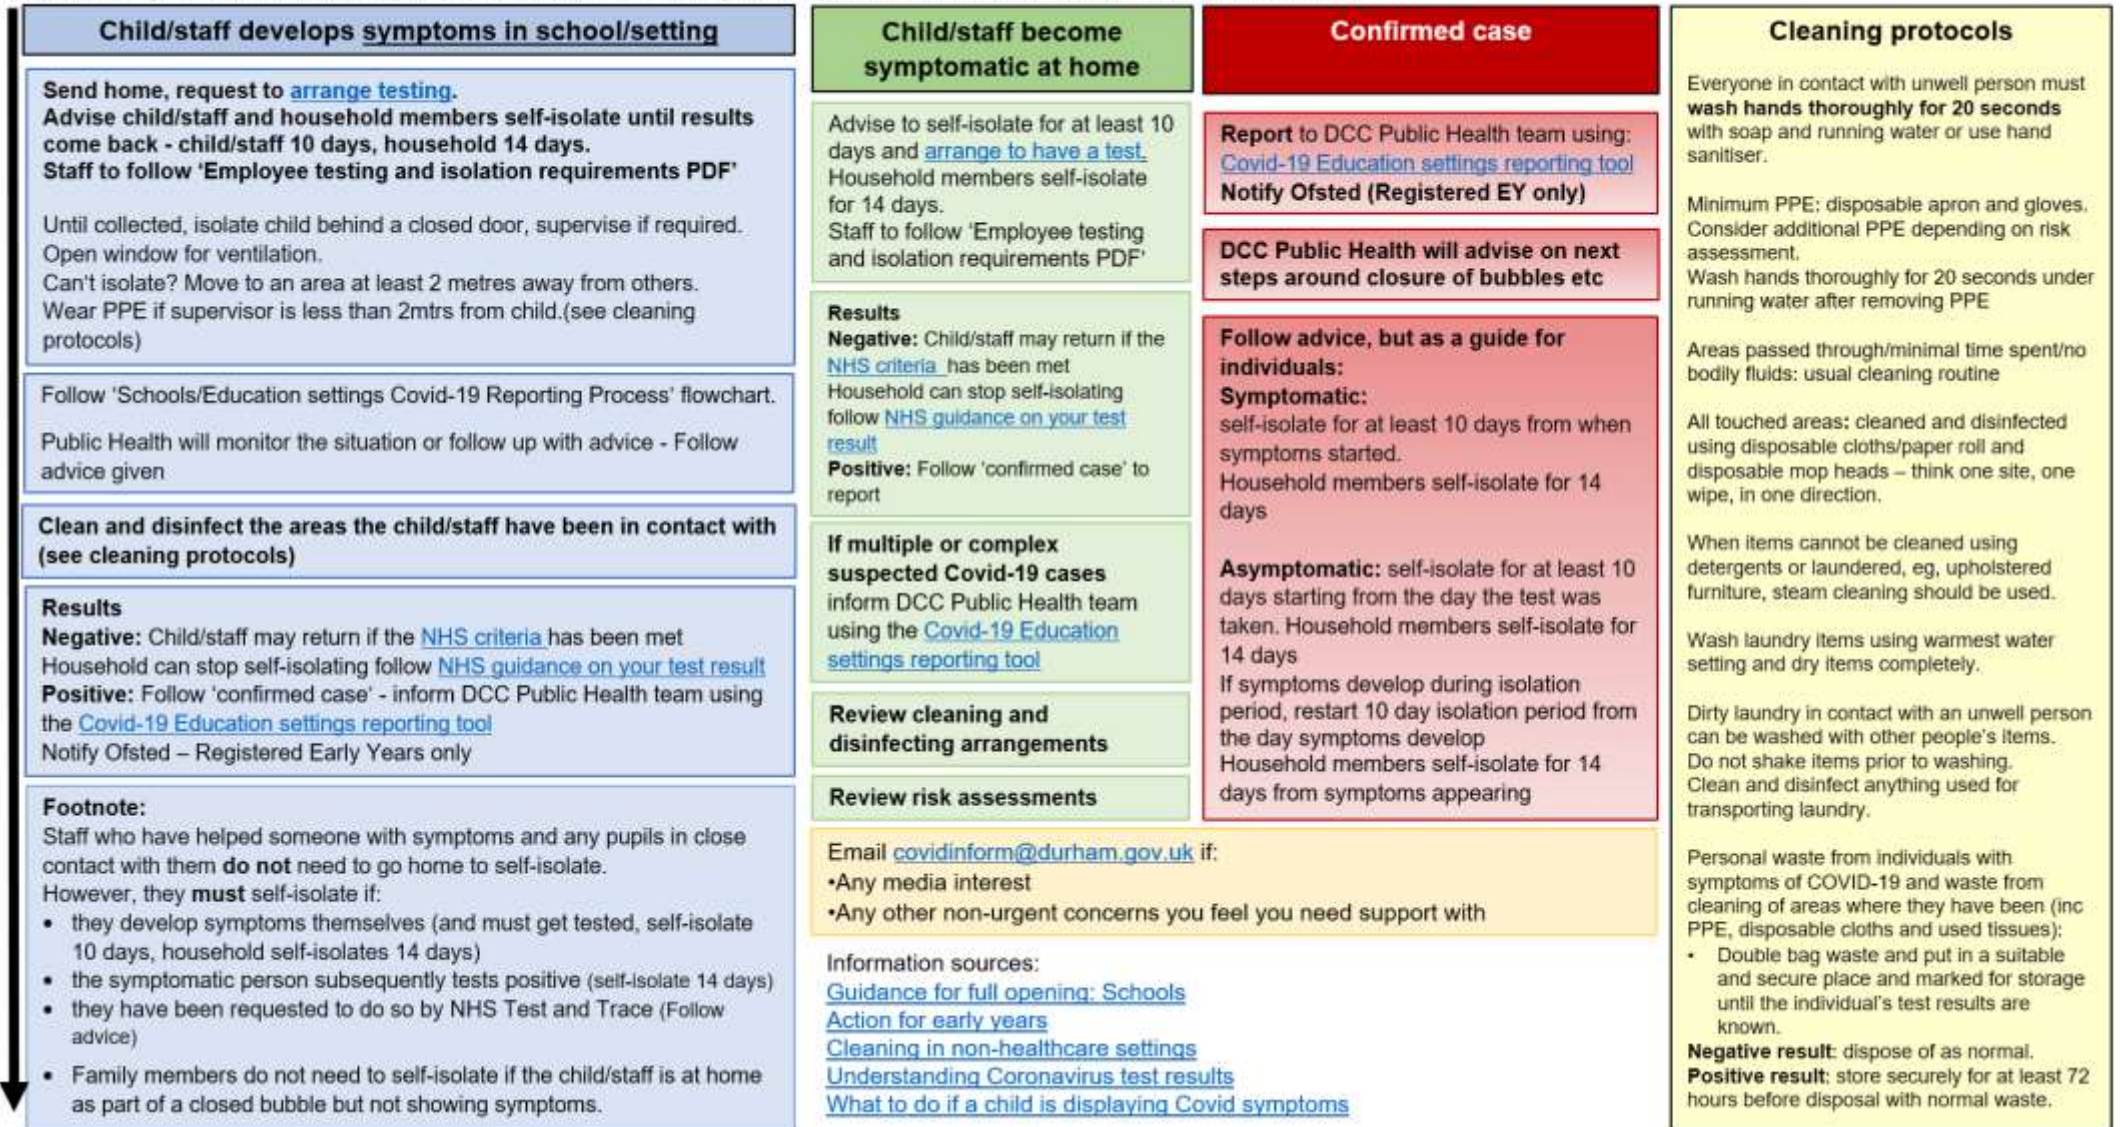 Child/staff develops symptoms in school/setting
Send home, request to arrange testing.
Advise child/staff and household members self-isolate until results
come back - child/staff 10 days, household 14 days.
Staff to follow ‘Employee testing and isolation requirements PDF’
Until collected, isolate child behind a closed door, supervise if required.
Open window for ventilation.
Can't isolate? Move to an area at least 2 metres away from others.
Wear PPE if supervisor is less than 2mtrs from child.(see cleaning
protocols)
Follow ‘Schools/Education settings Covid-19 Reporting Process’ flowchart.
Public Health will monitor the situation or follow up with advice - Follow
advice given
Clean and disinfect the areas the child/staff have been in contact with
(see cleaning protocols)
Results
Negative: Child/staff may return if the NHS criteria has been met
Household can stop self-isolating follow NHS guidance on your test result
Positive: Follow ‘confirmed case’ - inform DCC Public Health team using
the Covid-19 Education settings reporting tool
Notify Ofsted – Registered Early Years only
Footnote:
Staff who have helped someone with symptoms and any pupils in close
contact with them do not need to go home to self-isolate.
However, they must self-isolate if:
• they develop symptoms themselves (and must get tested, self-isolate
10 days, household self-isolates 14 days)
• the symptomatic person subsequently tests positive (self-isolate 14 days)
• they have been requested to do so by NHS Test and Trace (Follow
advice)
• Family members do not need to self-isolate if the child/staff is at home
as part of a closed bubble but not showing symptoms.
Child/staff become
symptomatic at home
Advise to self-isolate for at least 10
days and arrange to have a test.
Household members self-isolate
for 14 days.
Staff to follow ‘Employee testing
and isolation requirements PDF’
Results
Negative: Child/staff may return if the
NHS criteria has been met
Household can stop self-isolating
follow NHS guidance on your test
result
Positive: Follow ‘confirmed case’ to
report
If multiple or complex
suspected Covid-19 cases
inform DCC Public Health team
using the Covid-19 Education
settings reporting tool
Review cleaning and
disinfecting arrangements
Review risk assessments
Confirmed case
Report to DCC Public Health team using:
Covid-19 Education settings reporting tool
Notify Ofsted (Registered EY only)
DCC Public Health will advise on next
steps around closure of bubbles etc
Follow advice, but as a guide for
individuals:
Symptomatic:
self-isolate for at least 10 days from when
symptoms started.
Household members self-isolate for 14
days
Asymptomatic: self-isolate for at least 10
days starting from the day the test was
taken. Household members self-isolate for
14 days
If symptoms develop during isolation
period, restart 10 day isolation period from
the day symptoms develop
Household members self-isolate for 14
days from symptoms appearing
Email covidinform@durham.gov.uk if:
•Any media interest
•Any other non-urgent concerns you feel you need support with
Information sources:
Guidance for full opening: Schools
Action for early years
Cleaning in non-healthcare settings
Understanding Coronavirus test results
What to do if a child is displaying Covid symptoms
Cleaning protocols
Everyone in contact with unwell person must
wash hands thoroughly for 20 seconds
with soap and running water or use hand
sanitiser.
Minimum PPE: disposable apron and gloves.
Consider additional PPE depending on risk
assessment.
Wash hands thoroughly for 20 seconds under
running water after removing PPE
Areas passed through/minimal time spent/no
bodily fluids: usual cleaning routine
All touched areas: cleaned and disinfected
using disposable cloths/paper roll and
disposable mop heads – think one site, one
wipe, in one direction.
When items cannot be cleaned using
detergents or laundered, eg, upholstered
furniture, steam cleaning should be used.
Wash laundry items using warmest water
setting and dry items completely.
Dirty laundry in contact with an unwell person
can be washed with other people's items.
Do not shake items prior to washing.
Clean and disinfect anything used for
transporting laundry.
Personal waste from individuals with
symptoms of COVID-19 and waste from
cleaning of areas where they have been (inc
PPE, disposable cloths and used tissues):
• Double bag waste and put in a suitable
and secure place and marked for storage
until the individual's test results are
known.
Negative result: dispose of as normal.
Positive result: store securely for at least 72
hours before disposal with normal waste.